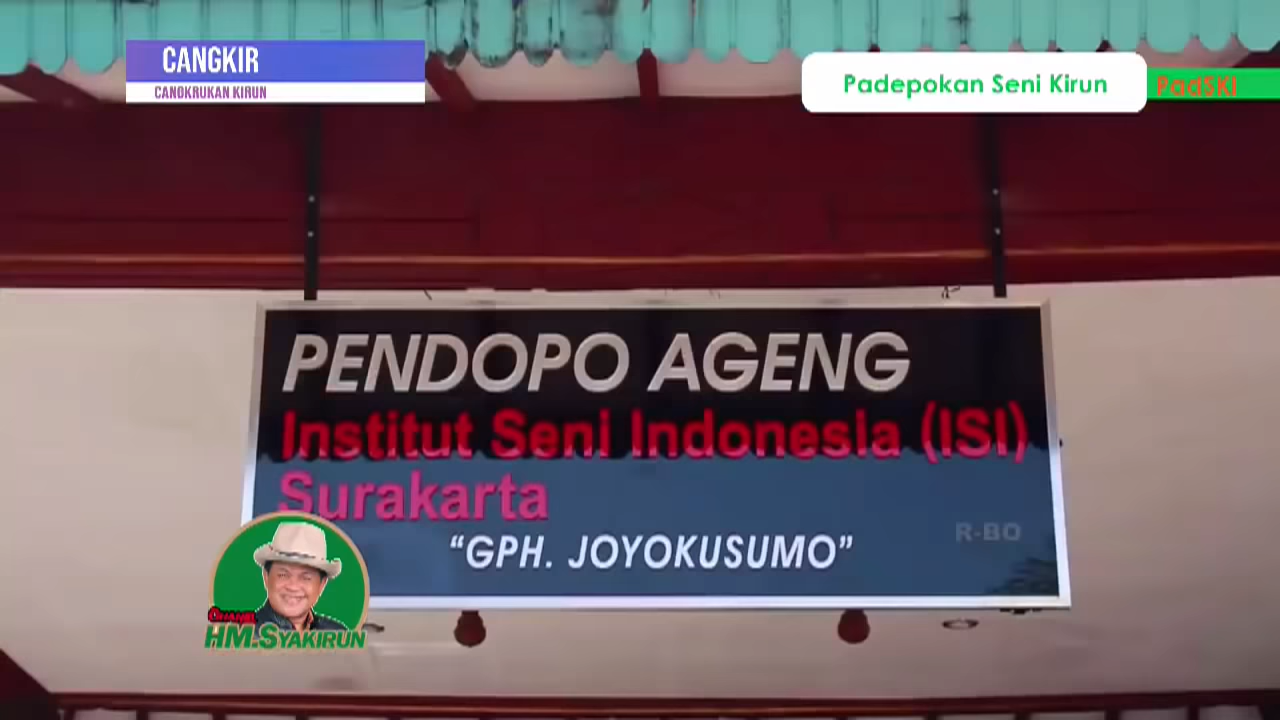 CANGKIR
CANGKRUKAN KIRUN
Padepokan Seni Kirun
PadSKI
PENDOPO AGENG
Institut Seni Indonesia (ISI)
Surakarta
"GPH. JOYOKUSUMO"
R-BO
CHANEL
HM.SYAKIRUN